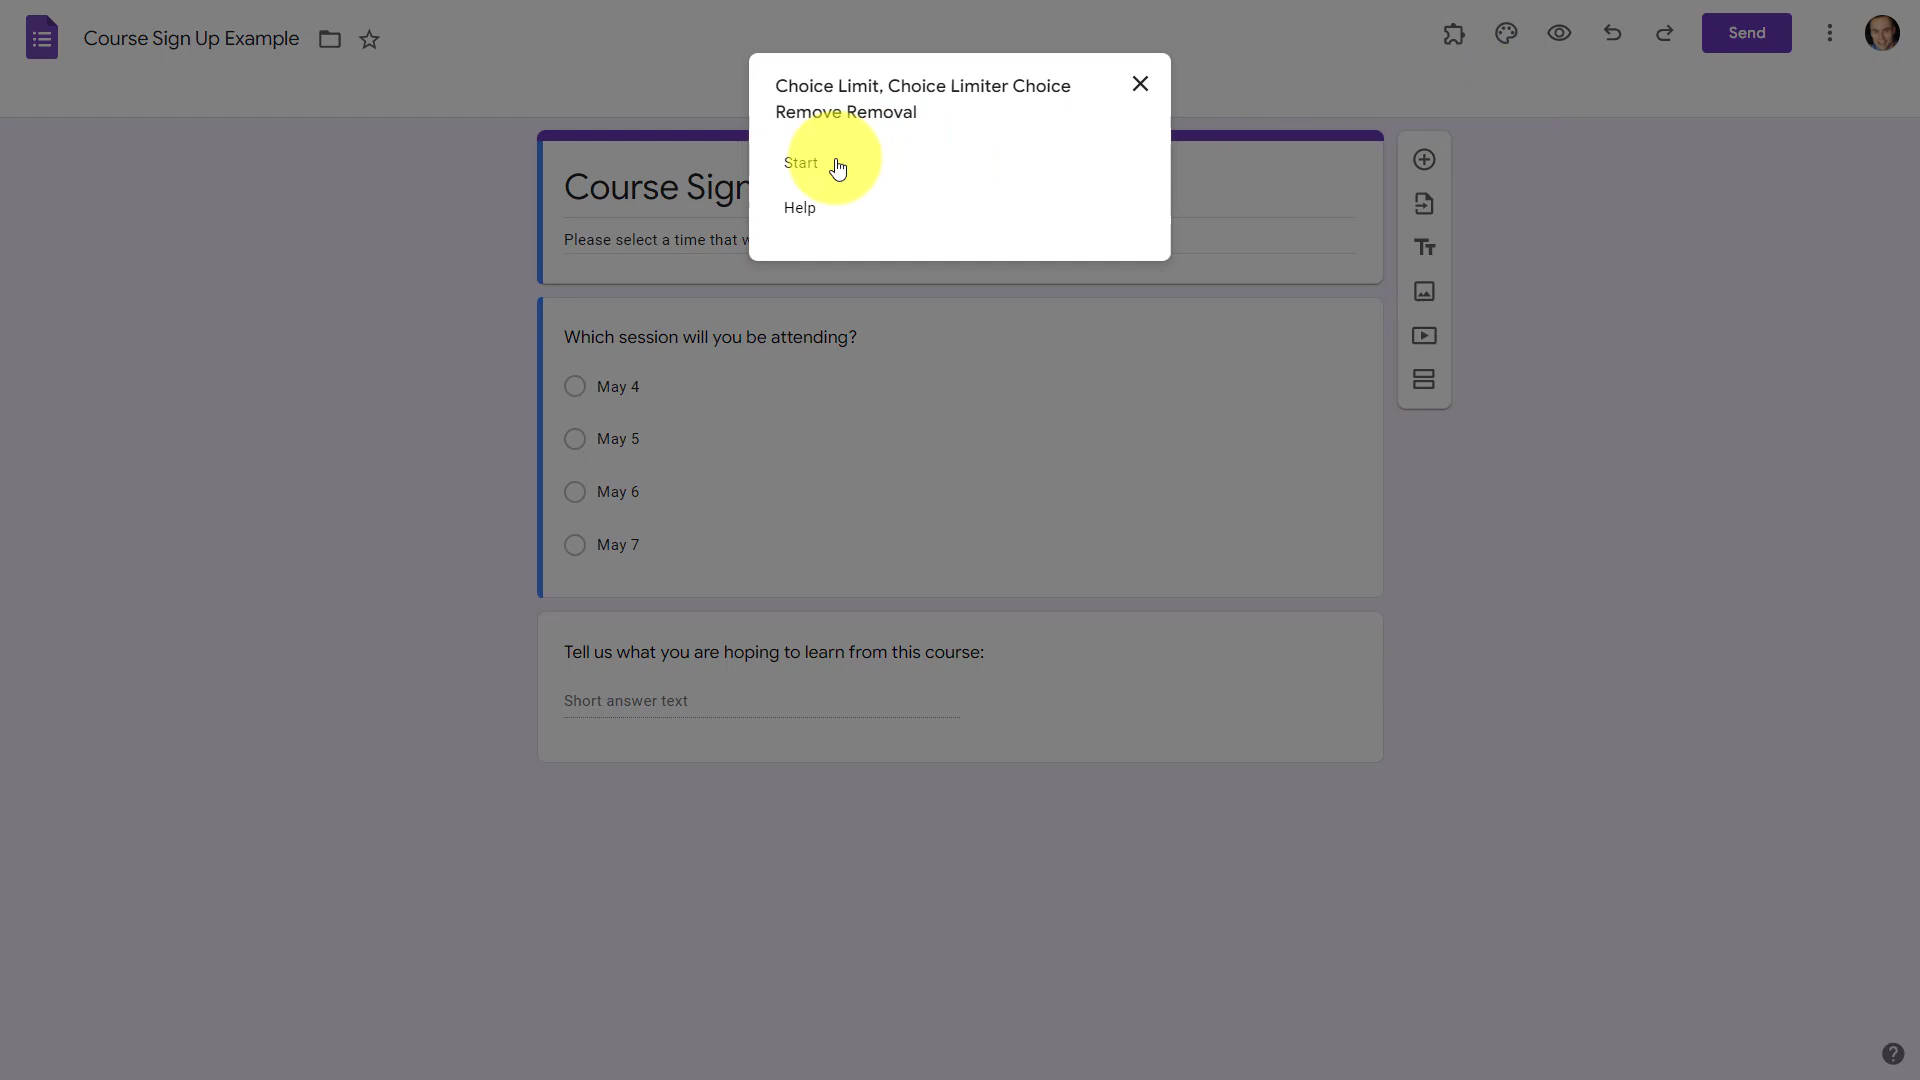 Course Sign Up Example
Send
Choice Limit, Choice Limiter Choice
Remove Removal
Start
Help
Course Sign
Please select a time that w
Which session will you be attending?
May 4
May 5
May 6
May 7
Tell us what you are hoping to learn from this course:
Short answer text